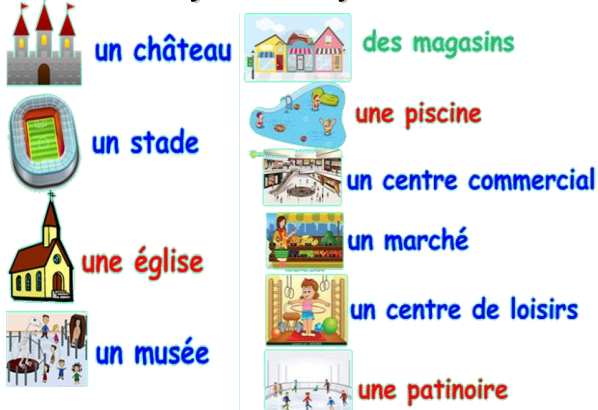 un château
un stade
une église
un musée
des magasins
une piscine
un centre commercial
un marché
un centre de loisirs
une patinoire